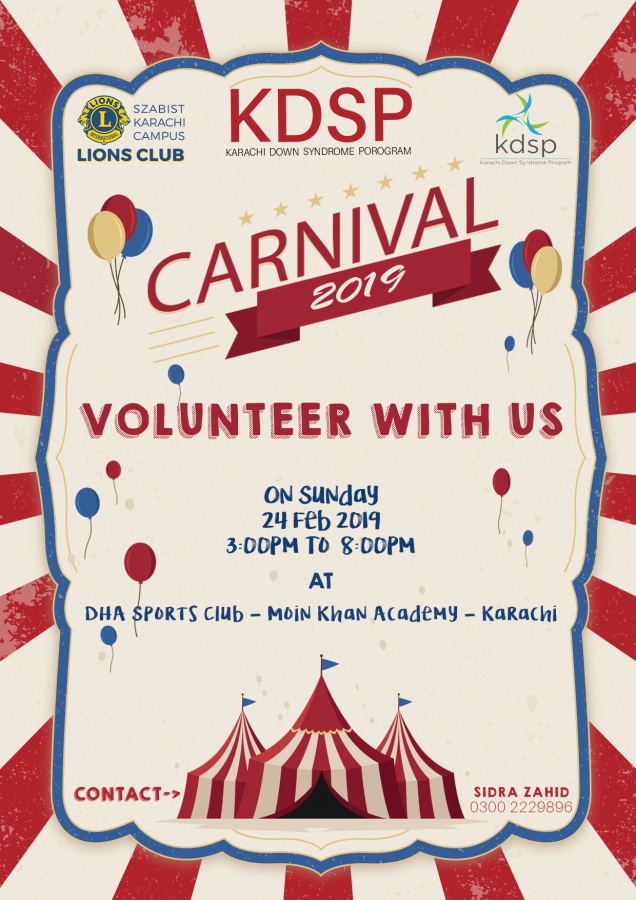 LIONS
L
INTERNATIONAL
SZABIST
KARACHI
CAMPUS
LIONS CLUB
KDSP
KARACHI DOWN SYNDROME POROGRAM
kdsp
Karachi Down Syndrome Program
CARNIVAL
2019
VOLUNTEER WITH US
ON SUNday
24 Feb 2019
3:00PM TO 8:00PM
AT
DHA SPORTS Club – MOIN KHAN ACADEMY – KARACHI
CONTACT->
SIDRA ZAHID
0300 2229896